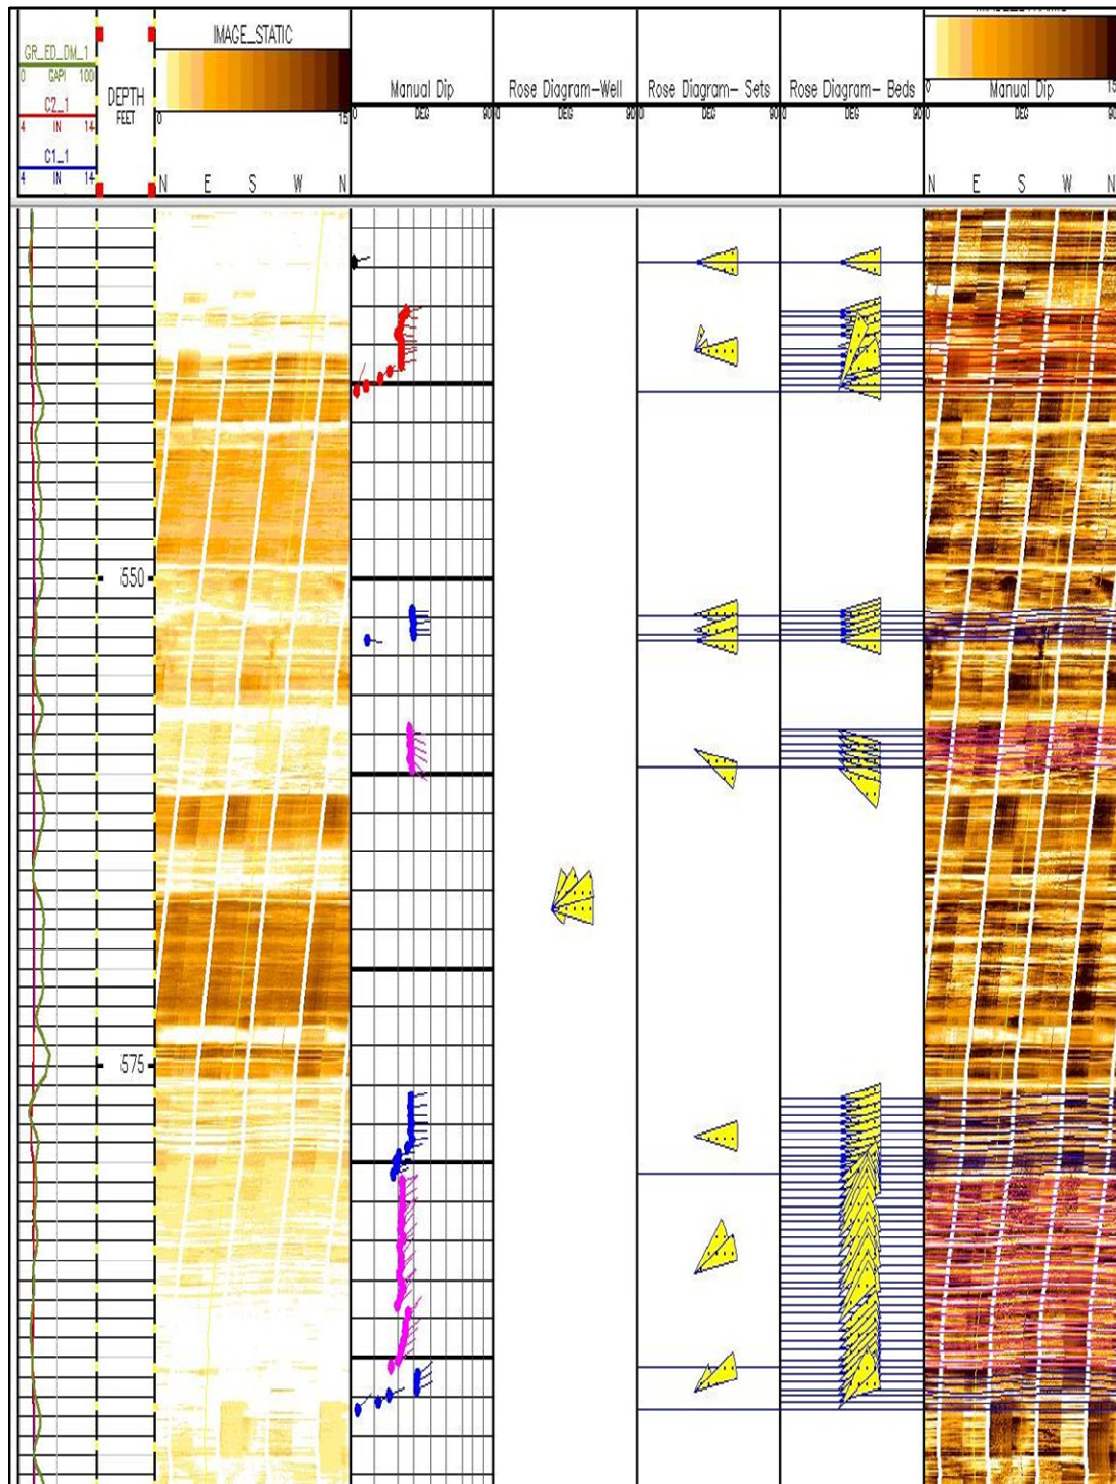 IMAGE_STATIC
GR_ED_DM_1
0 GAPI 100
C2_1
4 IN 14
C1_1
4 IN 14
DEPTH
FEET
0 15
N E S W N
Manual Dip
0 DEG 90
Rose Diagram-Well
0 DEG 90
Rose Diagram- Sets
0 DEG 90
Rose Diagram- Beds
0 DEG 90
0 15
Manual Dip
0 DEG 90
N E S W N
550
575